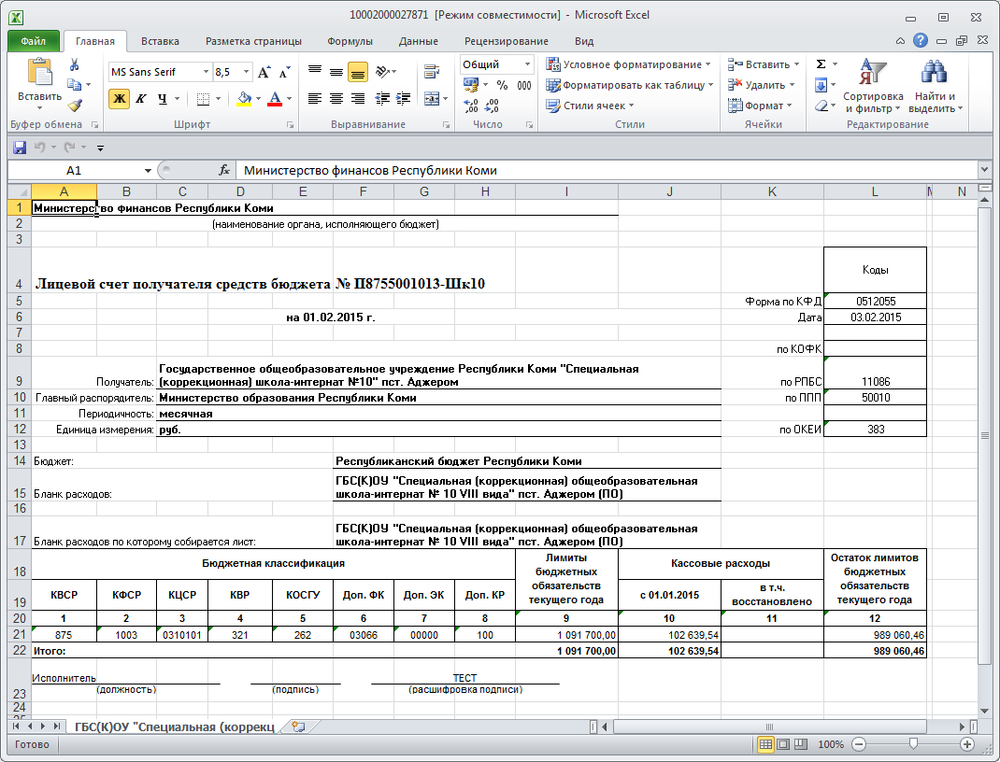 10002000027871 [Режим совместимости] - Microsoft Excel
Файл Главная Вставка Разметка страницы Формулы Данные Рецензирование Вид
Вставить
Буфер обмена
MS Sans Serif 8,5
Ж К Ч
Шрифт
Выравнивание
Общий
% 000
Число
Условное форматирование
Форматировать как таблицу
Стили ячеек
Стили
Вставить
Удалить
Формат
Ячейки
Σ
Сортировка и фильтр
Найти и выделить
Редактирование
A1 fx Министерство финансов Республики Коми
A B C D E F G H I J K L M N
1 Министерство финансов Республики Коми
2 (наименование органа, исполняющего бюджет)
3
4 Лицевой счет получателя средств бюджета № П8755001013-Шк10 Коды
5 Форма по КФД 0512055
6 на 01.02.2015 г. Дата 03.02.2015
7
8 по КОФК
Государственное общеобразовательное учреждение Республики Коми "Специальная
9 Получатель: (коррекционная) школа-интернат №10" пст. Аджером по РПБС 11086
10 Главный распорядитель: Министерство образования Республики Коми по ППП 50010
11 Периодичность: месячная
12 Единица измерения: руб. по ОКЕИ 383
13
14 Бюджет: Республиканский бюджет Республики Коми
ГБС(К)ОУ "Специальная (коррекционная) общеобразовательная
15 Бланк расходов: школа-интернат № 10 VIII вида" пст. Аджером (ПО)
16
ГБС(К)ОУ "Специальная (коррекционная) общеобразовательная
17 Бланк расходов по которому собирается лист: школа-интернат № 10 VIII вида" пст. Аджером (ПО)
18 Бюджетная классификация Лимиты бюджетных обязательств текущего года Кассовые расходы Остаток лимитов бюджетных обязательств текущего года
19 КВСР КФСР КЦСР КВР КОСГУ Доп. ФК Доп. ЭК Доп. КР с 01.01.2015 в т.ч. восстановлено
20 1 2 3 4 5 6 7 8 9 10 11 12
21 875 1003 0310101 321 262 03066 00000 100 1 091 700,00 102 639,54 989 060,46
22 Итого: 1 091 700,00 102 639,54 989 060,46
Исполнитель ТЕСТ
23 (должность) (подпись) (расшифровка подписи)
24
ГБС(К)ОУ "Специальная (коррекц
Готово 100%